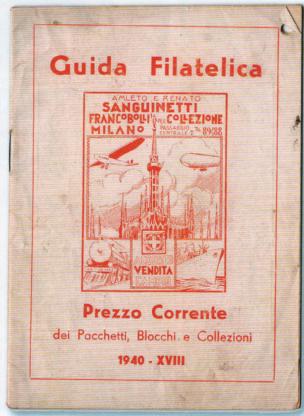 Guida Filatelica
AMLETO E RENATO
SANGUINETTI
FRANCOBOLLI PER COLLEZIONE
MILANO PASSAGGIO CENTRALE 2 Tel. 89088
VENDITA
Prezzo Corrente
dei Pacchetti, Blocchi e Collezioni
1940 - XVIII